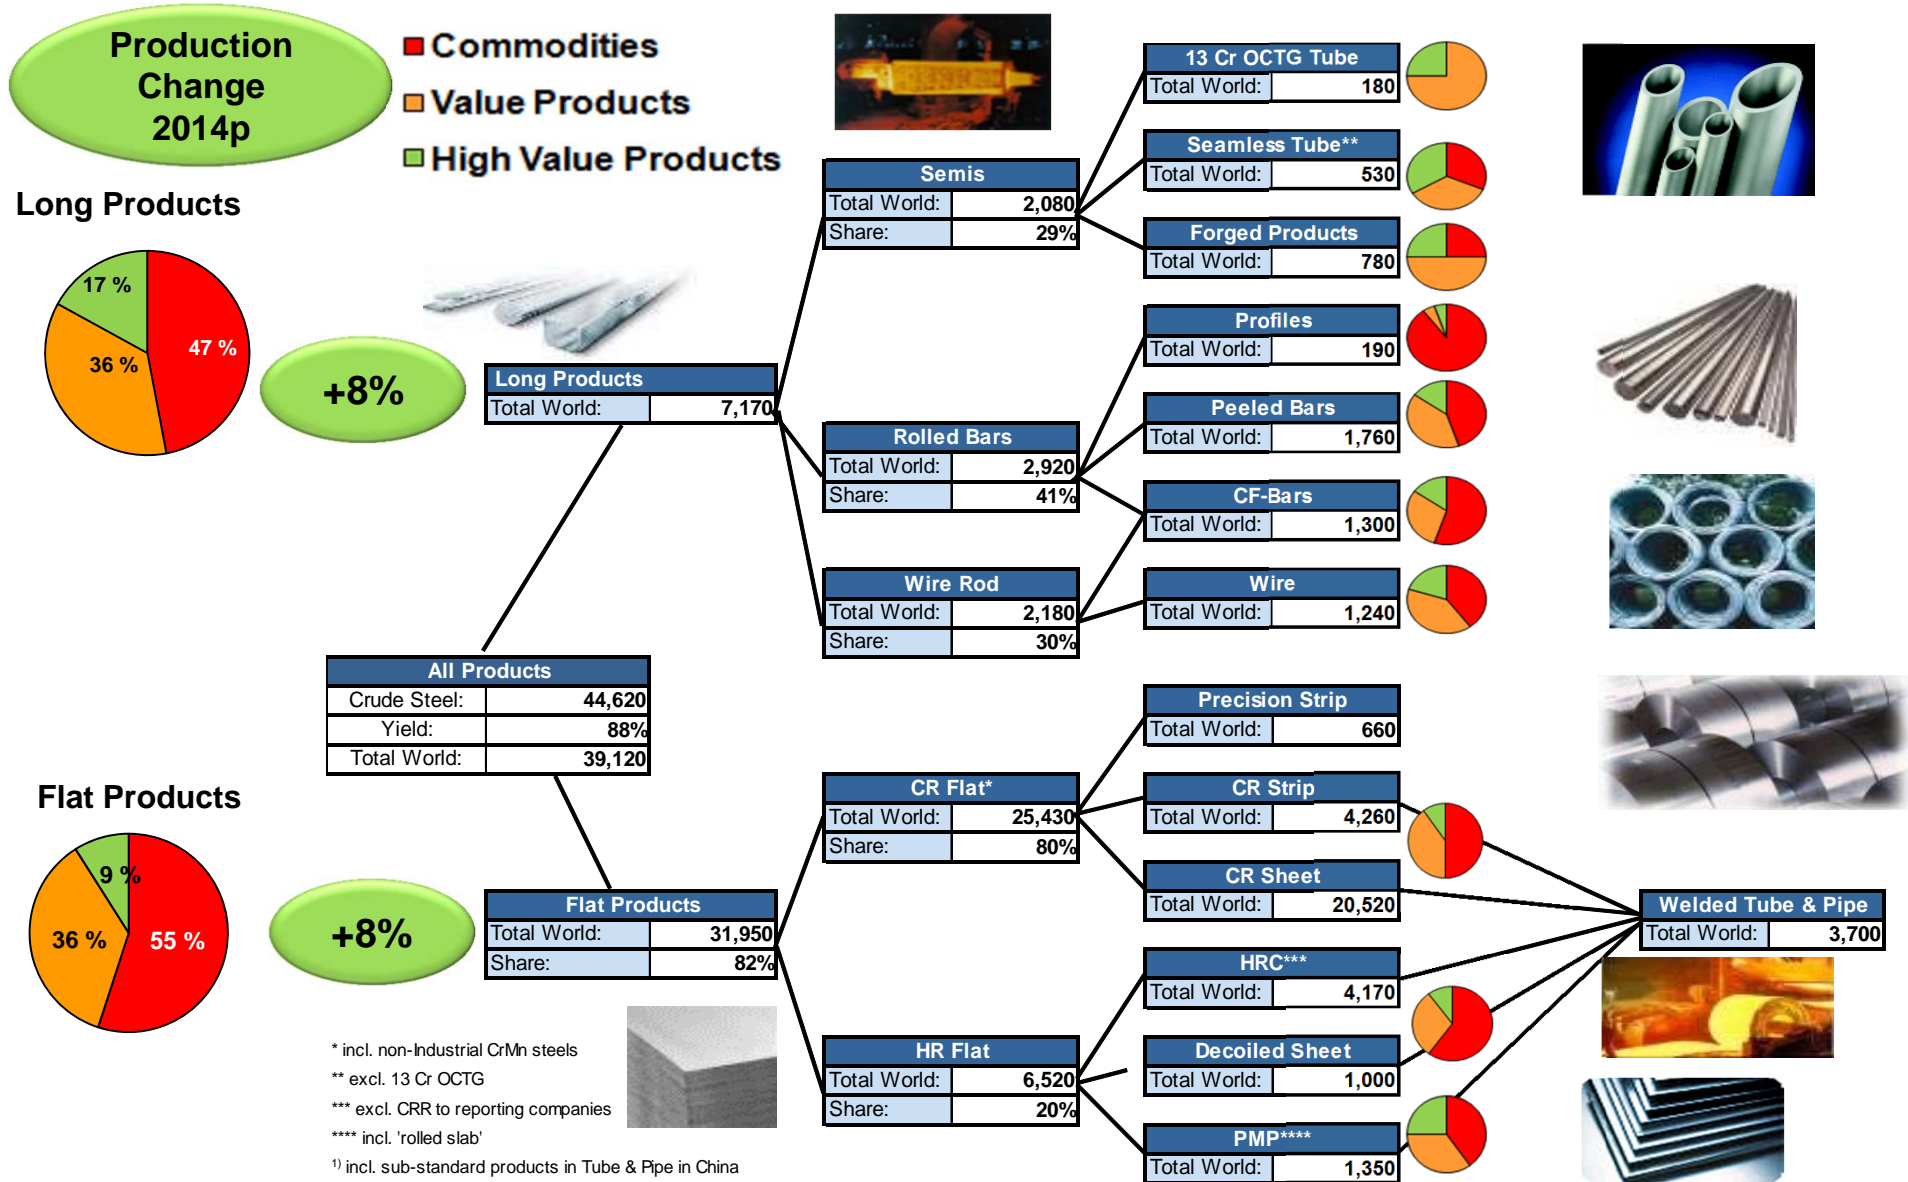 Production
Change
2014p
Commodities
Value Products
High Value Products
Long Products
17 %
47 %
36 %
+8%
Long Products
Total World: 7,170
Semis
Total World: 2,080
Share: 29%
Rolled Bars
Total World: 2,920
Share: 41%
Wire Rod
Total World: 2,180
Share: 30%
13 Cr OCTG Tube
Total World: 180
Seamless Tube**
Total World: 530
Forged Products
Total World: 780
Profiles
Total World: 190
Peeled Bars
Total World: 1,760
CF-Bars
Total World: 1,300
Wire
Total World: 1,240
All Products
Crude Steel: 44,620
Yield: 88%
Total World: 39,120
Flat Products
9 %
36 %
55 %
+8%
Flat Products
Total World: 31,950
Share: 82%
CR Flat*
Total World: 25,430
Share: 80%
HR Flat
Total World: 6,520
Share: 20%
Precision Strip
Total World: 660
CR Strip
Total World: 4,260
CR Sheet
Total World: 20,520
HRC***
Total World: 4,170
Decoiled Sheet
Total World: 1,000
PMP****
Total World: 1,350
Welded Tube & Pipe
Total World: 3,700
* incl. non-Industrial CrMn steels
** excl. 13 Cr OCTG
*** excl. CRR to reporting companies
**** incl. 'rolled slab'
1) incl. sub-standard products in Tube & Pipe in China